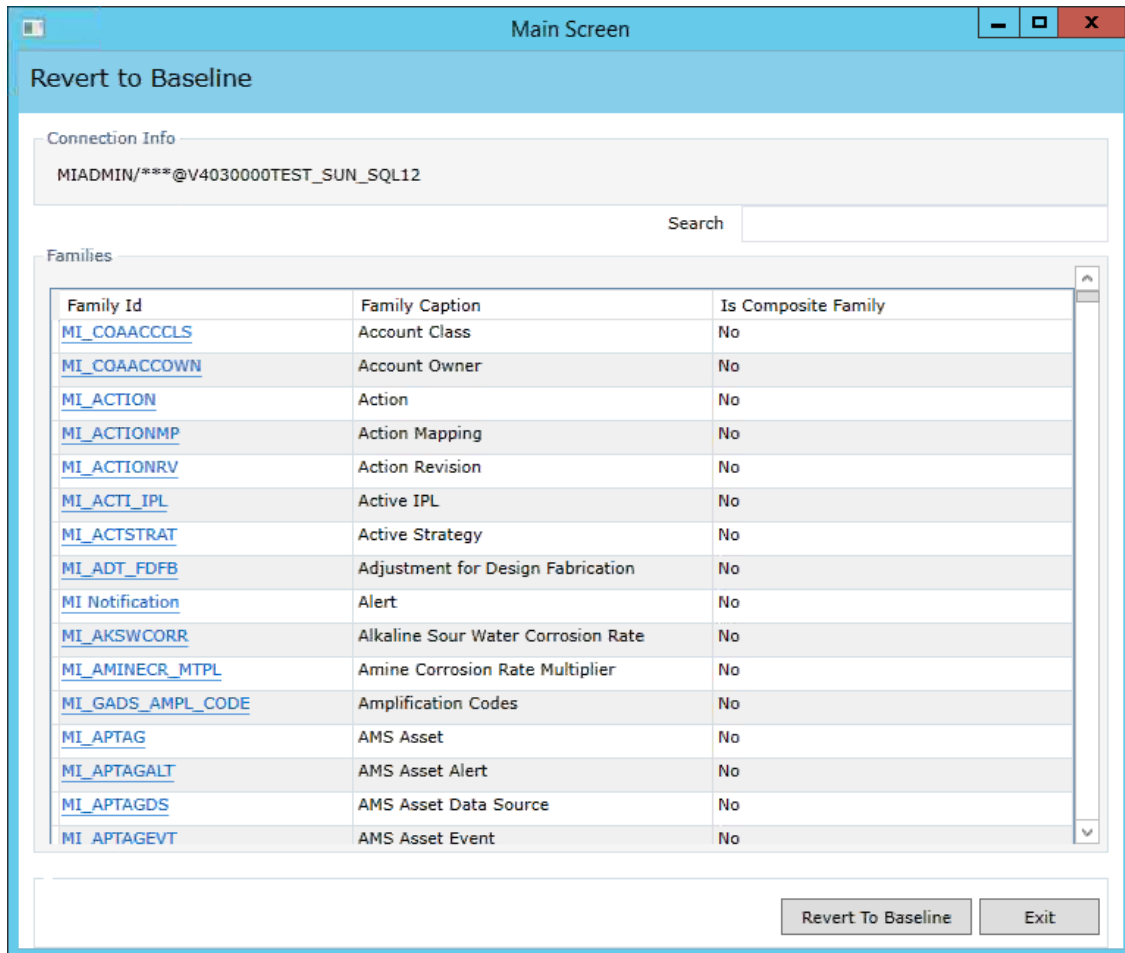 Main Screen
Revert to Baseline
Connection Info
MIADMIN/***@V4030000TEST_SUN_SQL12
Search
Families
Family Id Family Caption Is Composite Family
MI_COAACCCLS Account Class No
MI_COAACCOWN Account Owner No
MI_ACTION Action No
MI_ACTIONMP Action Mapping No
MI_ACTIONRV Action Revision No
MI_ACTI_IPL Active IPL No
MI_ACTSTRAT Active Strategy No
MI_ADT_FDFB Adjustment for Design Fabrication No
MI Notification Alert No
MI_AKSWCORR Alkaline Sour Water Corrosion Rate No
MI_AMINECR_MTPL Amine Corrosion Rate Multiplier No
MI_GADS_AMPL_CODE Amplification Codes No
MI_APTAG AMS Asset No
MI_APTAGALT AMS Asset Alert No
MI_APTAGDS AMS Asset Data Source No
MI_APTAGEVT AMS Asset Event No
Revert To Baseline Exit